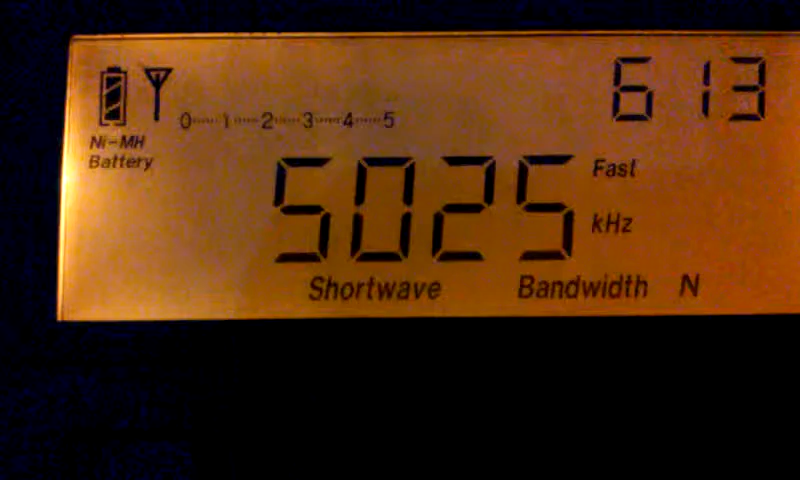 613
0 1 2 3 4 5
Ni-MH
Battery
5025
Fast
kHz
Shortwave Bandwidth N